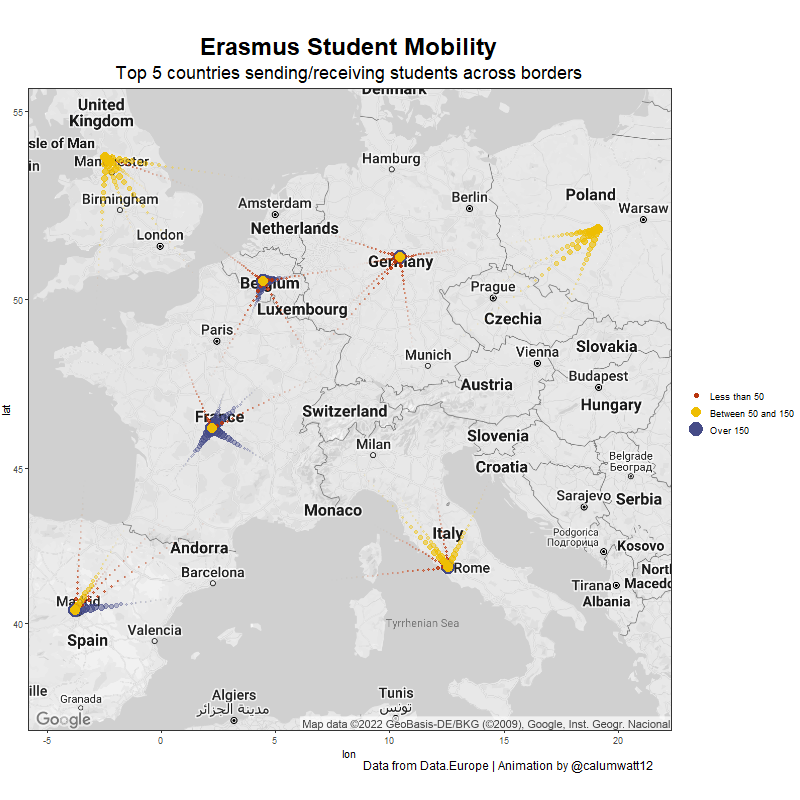 Erasmus Student Mobility
Top 5 countries sending/receiving students across borders
Denmark
United
Kingdom
sle of Man
Manchester
in
Birmingham
London
Hamburg
Amsterdam
Netherlands
Berlin
Poland
Warsaw
Germany
Belgium
Luxembourg
Prague
Czechia
Paris
Munich
Vienna
Slovakia
Budapest
Austria
Hungary
France
Switzerland
Slovenia
Milan
Croatia
Belgrade
Београд
Sarajevo
Serbia
Monaco
Italy
Podgorica
Подгорица
Kosovo
Andorra
Barcelona
Rome
Tirana
Nort
Macedo
Albania
Madrid
Spain
Valencia
Tyrrhenian Sea
ille
Granada
Algiers
مدينة الجزائر
Tunis
تونس
Google
Map data ©2022 GeoBasis-DE/BKG (©2009), Google, Inst. Geogr. Nacional
55
50
45
40
lat
-5
0
5
10
15
20
lon
Less than 50
Between 50 and 150
Over 150
Data from Data.Europe | Animation by @calumwatt12